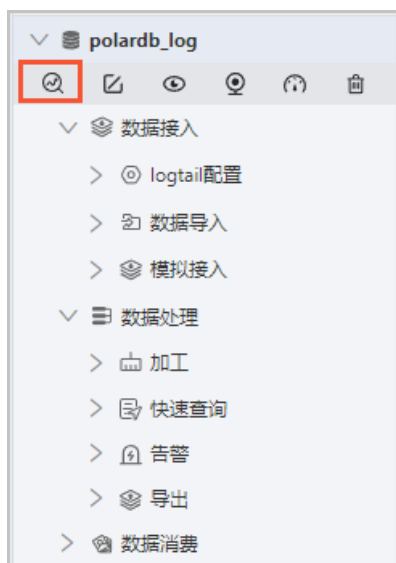 polardb_log
数据接入
logtail配置
数据导入
模拟接入
数据处理
加工
快速查询
告警
导出
数据消费